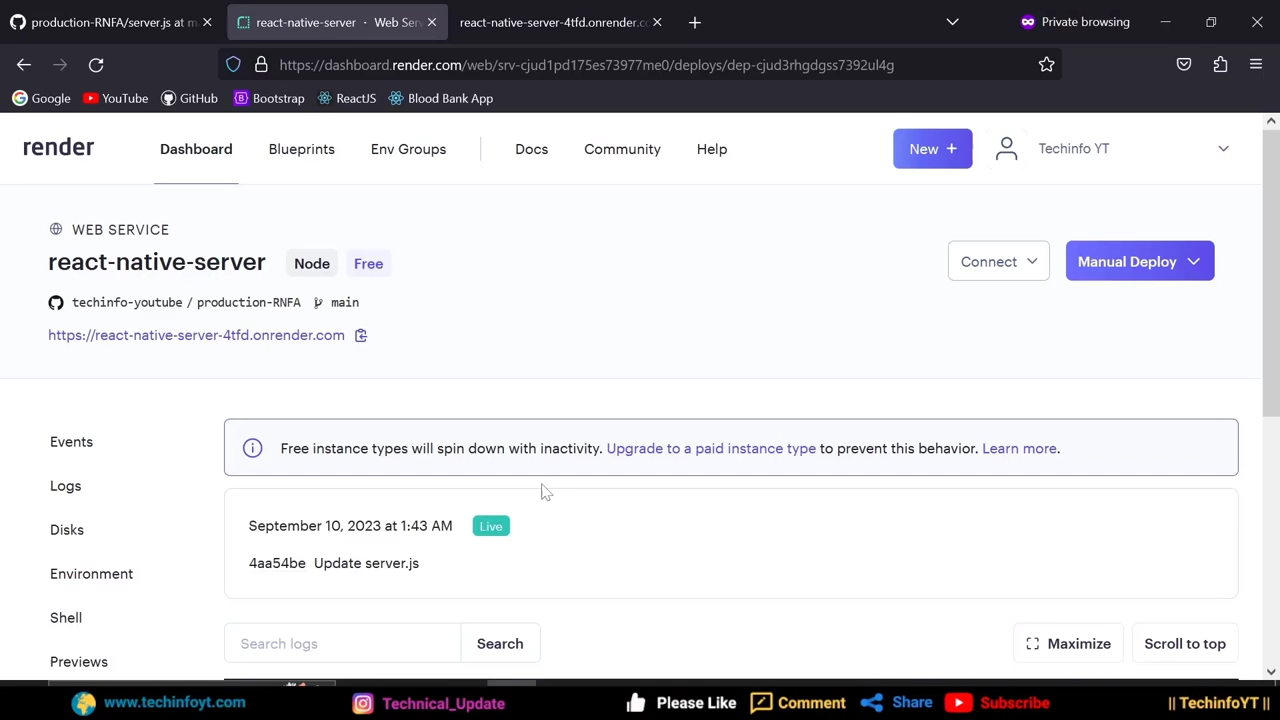 production-RNFA/server.js at m
react-native-server · Web Serv
react-native-server-4tfd.onrender.c
Private browsing
https://dashboard.render.com/web/srv-cjud1pd175es73977me0/deploys/dep-cjud3rhgdgss7392ul4g
Google YouTube GitHub Bootstrap ReactJS Blood Bank App
render Dashboard Blueprints Env Groups Docs Community Help New + Techinfo YT
WEB SERVICE
react-native-server Node Free
Connect Manual Deploy
techinfo-youtube / production-RNFA main
https://react-native-server-4tfd.onrender.com
Events
Free instance types will spin down with inactivity. Upgrade to a paid instance type to prevent this behavior. Learn more.
Logs
September 10, 2023 at 1:43 AM Live
Disks
4aa54be Update server.js
Environment
Shell
Search logs Search Maximize Scroll to top
Previews
www.techinfoyt.com Technical_Update Please Like Comment Share Subscribe || TechinfoYT ||